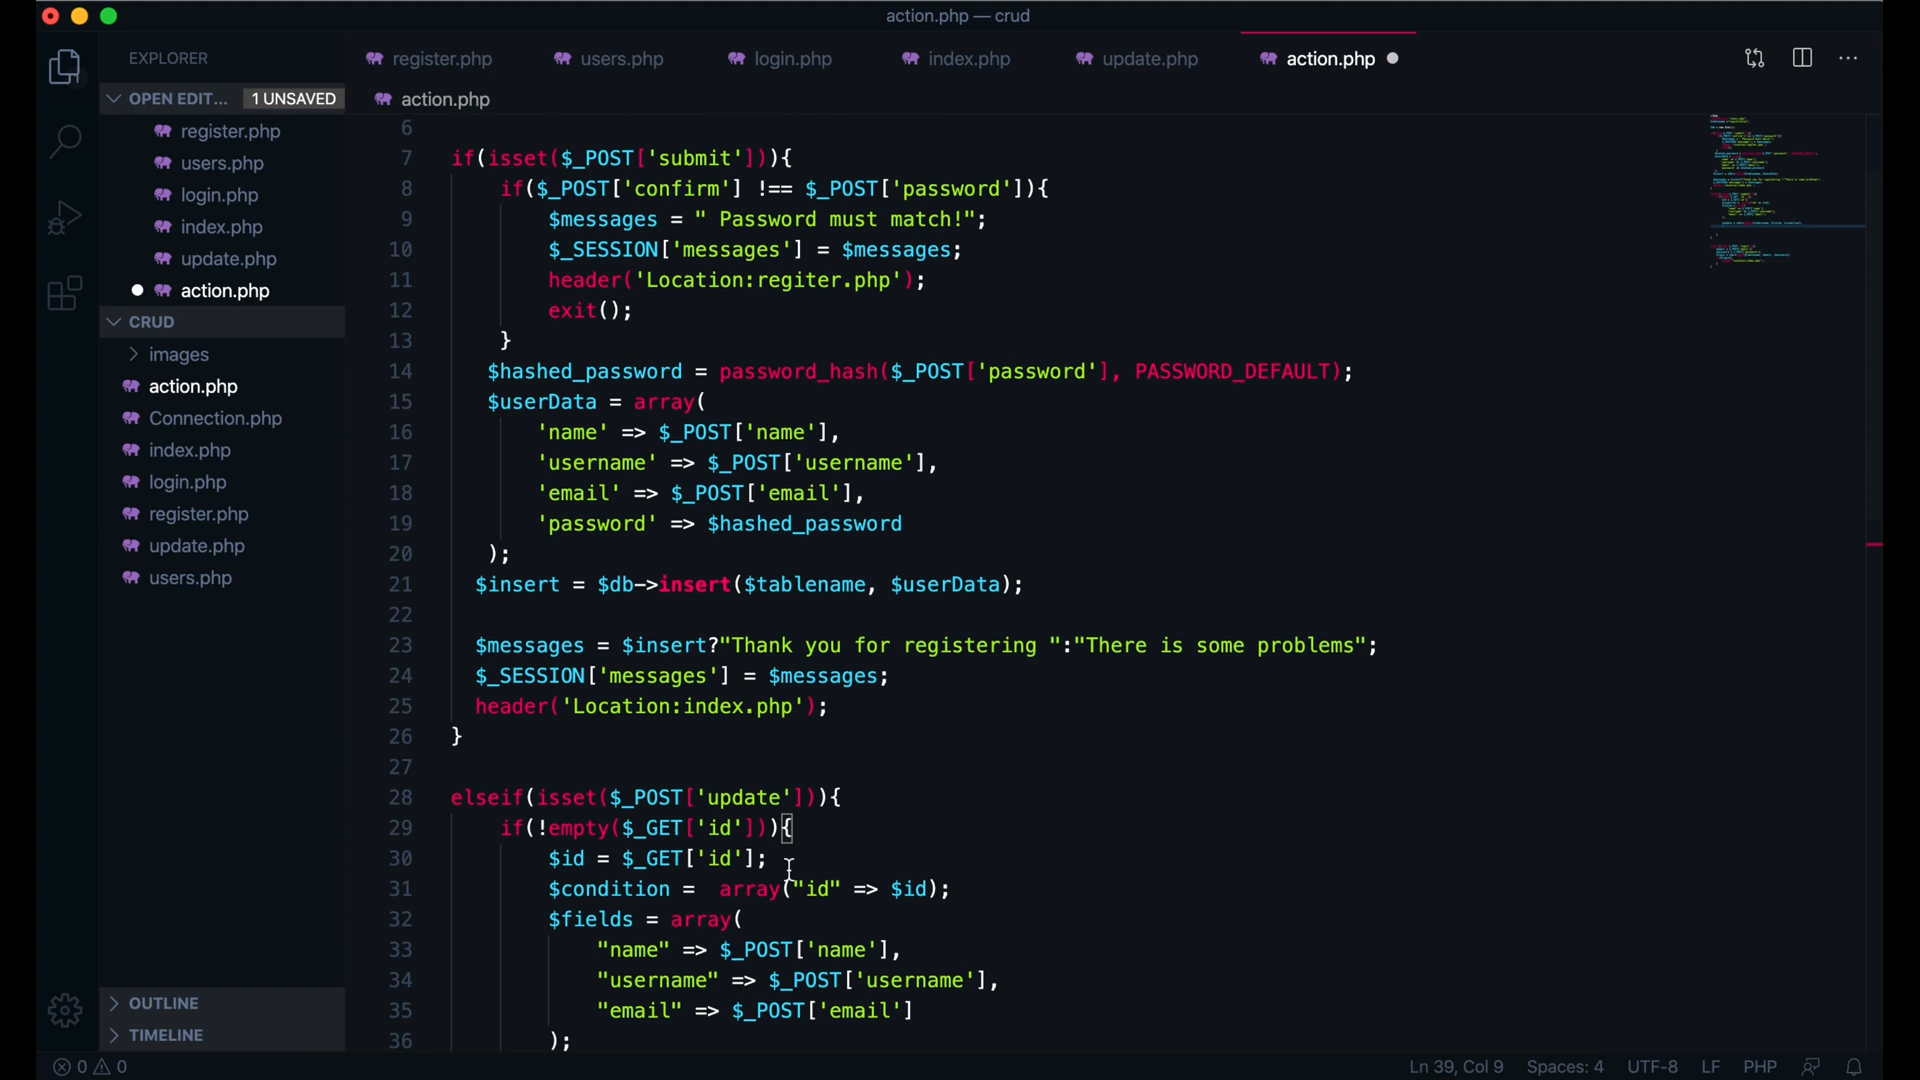 action.php — crud
EXPLORER
register.php users.php login.php index.php update.php action.php
OPEN EDIT... 1 UNSAVED
action.php
register.php
users.php
login.php
index.php
update.php
action.php
CRUD
images
action.php
Connection.php
index.php
login.php
register.php
update.php
users.php
OUTLINE
TIMELINE
6
7 if(isset($_POST['submit'])){
8 if($_POST['confirm'] !== $_POST['password']){
9 $messages = " Password must match!";
10 $_SESSION['messages'] = $messages;
11 header('Location:regiter.php');
12 exit();
13 }
14 $hashed_password = password_hash($_POST['password'], PASSWORD_DEFAULT);
15 $userData = array(
16 'name' => $_POST['name'],
17 'username' => $_POST['username'],
18 'email' => $_POST['email'],
19 'password' => $hashed_password
20 );
21 $insert = $db->insert($tablename, $userData);
22
23 $messages = $insert?"Thank you for registering ":"There is some problems";
24 $_SESSION['messages'] = $messages;
25 header('Location:index.php');
26 }
27
28 elseif(isset($_POST['update'])){
29 if(!empty($_GET['id'])){
30 $id = $_GET['id'];
31 $condition =  array("id" => $id);
32 $fields = array(
33 "name" => $_POST['name'],
34 "username" => $_POST['username'],
35 "email" => $_POST['email']
36 );
0 0 Ln 39, Col 9 Spaces: 4 UTF-8 LF PHP